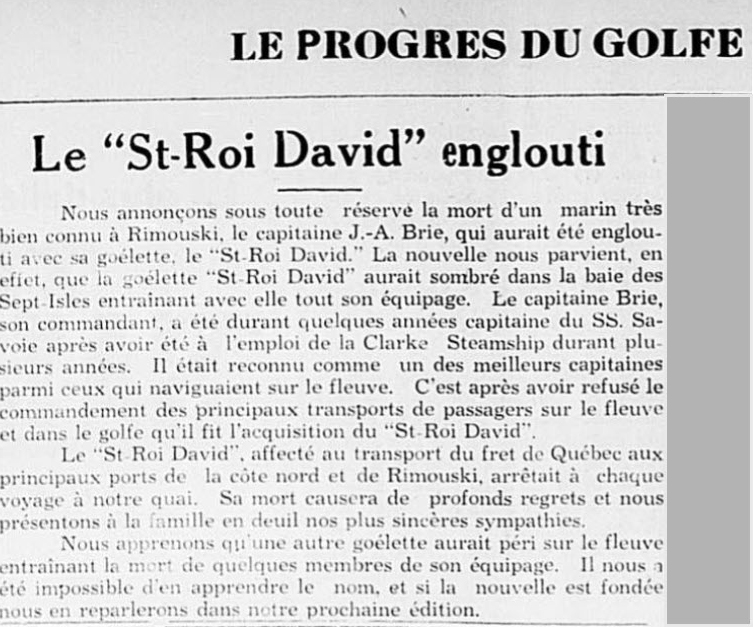 LE PROGRES DU GOLFE
Le "St-Roi David" englouti
Nous annonçons sous toute réserve la mort d'un marin très
bien connu à Rimouski, le capitaine J.-A. Brie, qui aurait été englou-
ti avec sa goélette, le "St-Roi David." La nouvelle nous parvient, en
effet, que la goélette "St-Roi David" aurait sombré dans la baie des
Sept-Isles entraînant avec elle tout son équipage. Le capitaine Brie,
son commandant, a été durant quelques années capitaine du SS. Sa-
voie après avoir été à l'emploi de la Clarke Steamship durant plu-
sieurs années. Il était reconnu comme un des meilleurs capitaines
parmi ceux qui naviguaient sur le fleuve. C'est après avoir refusé le
commandement des principaux transports de passagers sur le fleuve
et dans le golfe qu'il fit l'acquisition du "St-Roi David".
Le "St-Roi David", affecté au transport du fret de Québec aux
principaux ports de la côte nord et de Rimouski, arrêtait à chaque
voyage à notre quai. Sa mort causera de profonds regrets et nous
présentons à la famille en deuil nos plus sincères sympathies.
Nous apprenons qu'une autre goélette aurait péri sur le fleuve
entraînant la mort de quelques membres de son équipage. Il nous a
été impossible d'en apprendre le nom, et si la nouvelle est fondée
nous en reparlerons dans notre prochaine édition.